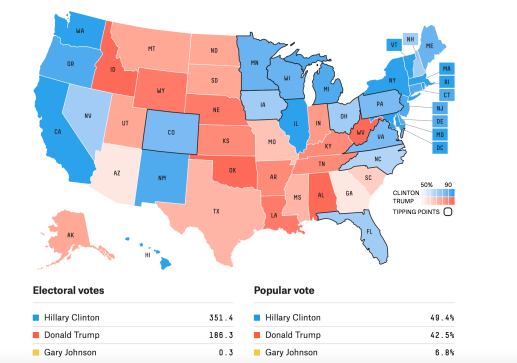 WA
VT
NH
ME
MT
ND
OR
ID
MN
MA
WI
NY
RI
SD
WY
MI
CT
IA
PA
NJ
NE
NV
OH
DE
IL
IN
UT
CO
WV
VA
MD
CA
KS
MO
KY
DC
NC
TN
AZ
NM
OK
AR
SC
50% 90
CLINTON
TRUMP
MS
AL
GA
TIPPING POINTS
TX
LA
FL
AK
HI
Electoral votes
Hillary Clinton 351.4
Donald Trump 186.3
Gary Johnson 0.3
Popular vote
Hillary Clinton 49.4%
Donald Trump 42.5%
Gary Johnson 6.8%